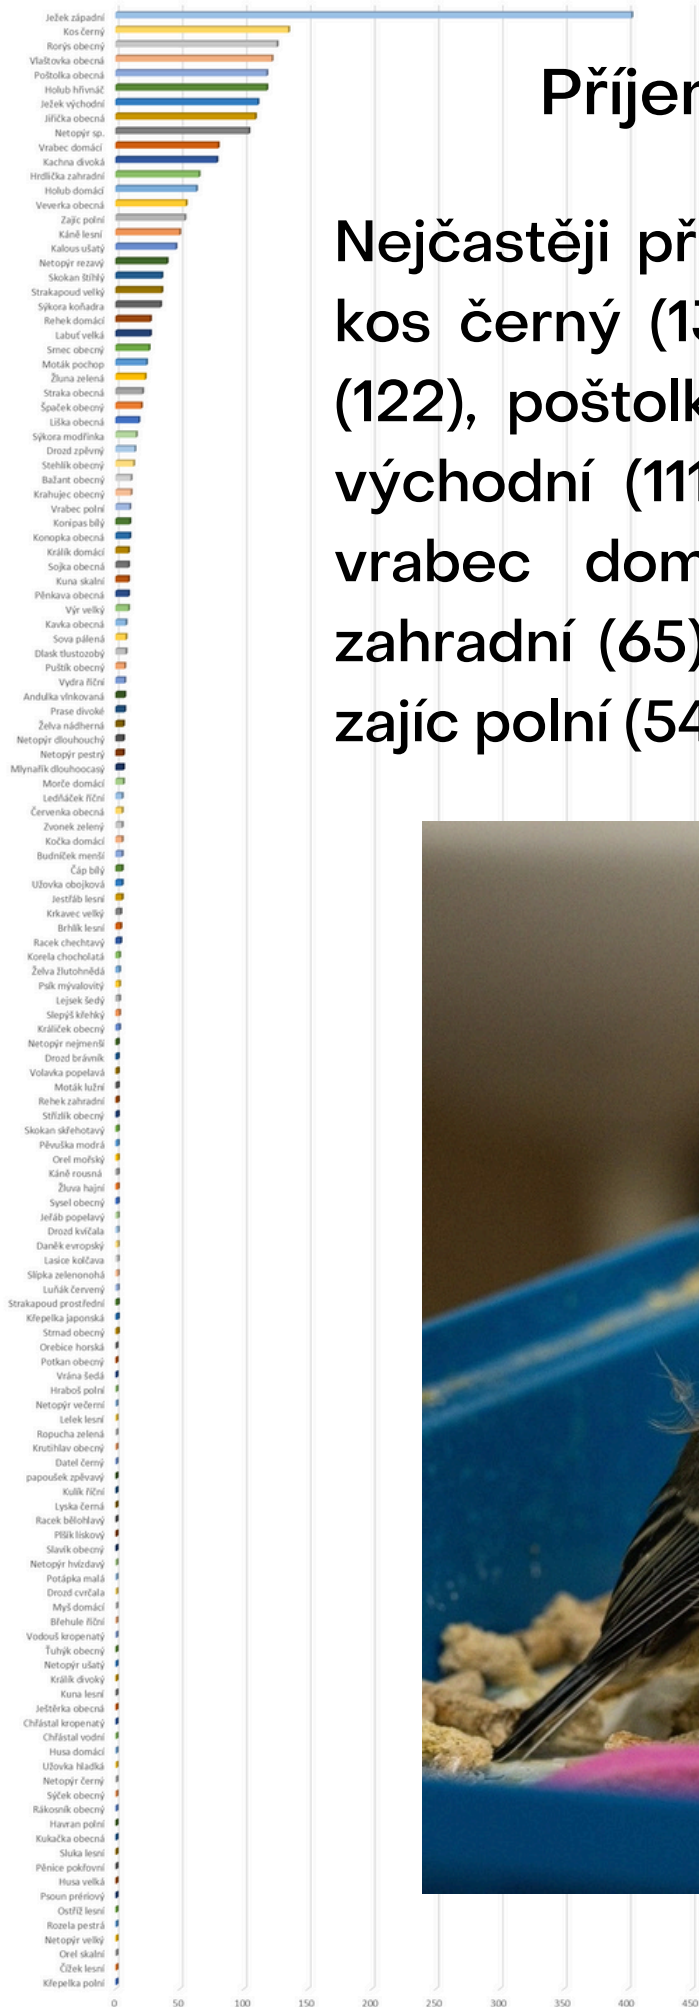 Ježek západní
Kos černý
Rorýs obecný
Vlaštovka obecná
Poštolka obecná
Holub hřivnáč
Ježek východní
Jiřička obecná
Netopýr sp.
Vrabec domácí
Kachna divoká
Hrdlička zahradní
Holub domácí
Veverka obecná
Zajíc polní
Káně lesní
Kalous ušatý
Netopýr rezavý
Skokan štíhlý
Strakapoud velký
Sýkora koňadra
Rehek domácí
Labuť velká
Srnec obecný
Moták pochop
Žluna zelená
Straka obecná
Špaček obecný
Liška obecná
Sýkora modřinka
Drozd zpěvný
Stehlík obecný
Bažant obecný
Krahujec obecný
Vrabec polní
Konipas bílý
Konopka obecná
Králík domácí
Sojka obecná
Kuna skalní
Pěnkava obecná
Výr velký
Kavka obecná
Sova pálená
Dlask tlustozobý
Puštík obecný
Vydra říční
Andulka vlnkovaná
Prase divoké
Želva nádherná
Netopýr dlouhouchý
Netopýr pestrý
Mlynařík dlouhoocasý
Morče domácí
Ledňáček říční
Červenka obecná
Zvonek zelený
Kočka domácí
Budníček menší
Čáp bílý
Užovka obojková
Jestřáb lesní
Krkavec velký
Brhlík lesní
Racek chechtavý
Korela chocholatá
Želva žlutohnědá
Psík mývalovitý
Lejsek šedý
Slepýš křehký
Králíček obecný
Netopýr nejmenší
Drozd brávník
Volavka popelavá
Moták lužní
Rehek zahradní
Střízlík obecný
Skokan skřehotavý
Pěvuška modrá
Orel mořský
Káně rousná
Žluva hajní
Sysel obecný
Jeřáb popelavý
Drozd kvíčala
Daněk evropský
Lasice kolčava
Slípka zelenonohá
Luňák červený
Strakapoud prostřední
Křepelka japonská
Strnad obecný
Orebice horská
Potkan obecný
Vrána šedá
Hraboš polní
Netopýr večerní
Lelek lesní
Ropucha zelená
Krutihlav obecný
Datel černý
papoušek zpěvavý
Kulík říční
Lyska černá
Racek bělohlavý
Plšík lískový
Slavík obecný
Netopýr hvízdavý
Potápka malá
Drozd cvrčala
Myš domácí
Břehule říční
Vodouš kropenatý
Ťuhýk obecný
Netopýr ušatý
Králík divoký
Kuna lesní
Ještěrka obecná
Chřástal kropenatý
Chřástal vodní
Husa domácí
Užovka hladká
Netopýr černý
Sýček obecný
Rákosník obecný
Havran polní
Kukačka obecná
Sluka lesní
Pěnice pokřovní
Husa velká
Psoun prériový
Ostříž lesní
Rozela pestrá
Netopýr velký
Orel skalní
Čížek lesní
Křepelka polní
0 50 100 150 200 250 300 350 400 450
Příjem
Nejčastěji př
kos černý (13
(122), poštolk
východní (111
vrabec dom
zahradní (65)
zajíc polní (54